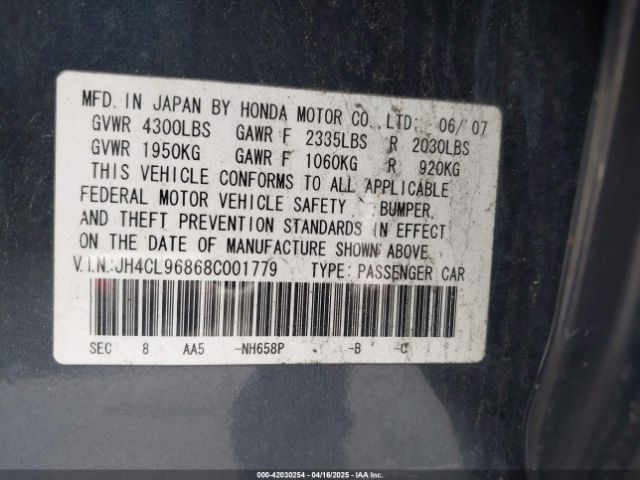 MFD. IN JAPAN BY HONDA MOTOR CO., LTD. 06/ 07
GVWR 4300LBS GAWR F 2335LBS R 2030LBS
GVWR 1950KG GAWR F 1060KG R 920KG
THIS VEHICLE CONFORMS TO ALL APPLICABLE
FEDERAL MOTOR VEHICLE SAFETY BUMPER,
AND THEFT PREVENTION STANDARDS IN EFFECT
ON THE DATE OF MANUFACTURE SHOWN ABOVE
V.I.N.:JH4CL96868C001779 TYPE: PASSENGER CAR
SEC 8 AA5 -NH658P -B -C
000-42030254 - 04/16/2025 - IAAI.COM